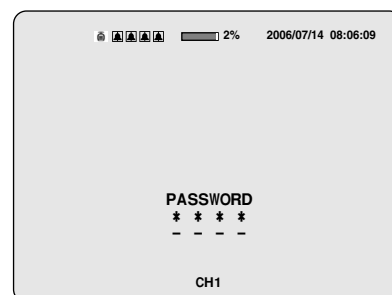 2% 2006/07/14 08:06:09
PASSWORD
* * * *
– – – –
CH1